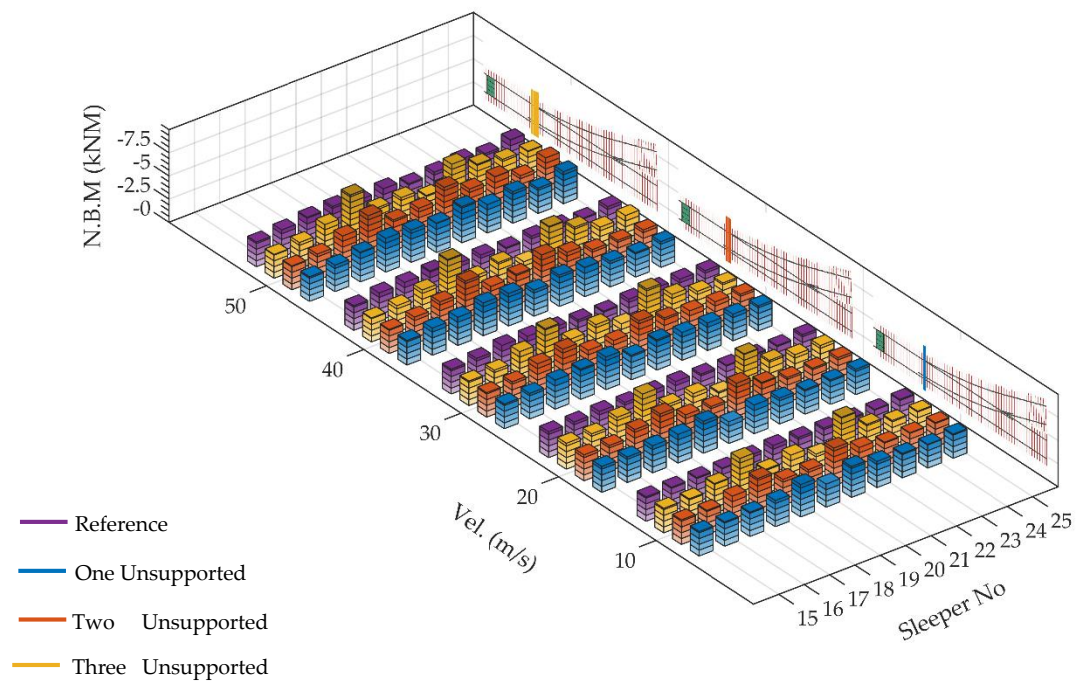 N.B.M (kNM)
-7.5
-5
-2.5
-0
50
40
30
20
10
Vel. (m/s)
15
16
17
18
19
20
21
22
23
24
25
Sleeper No
Reference
One Unsupported
Two Unsupported
Three Unsupported